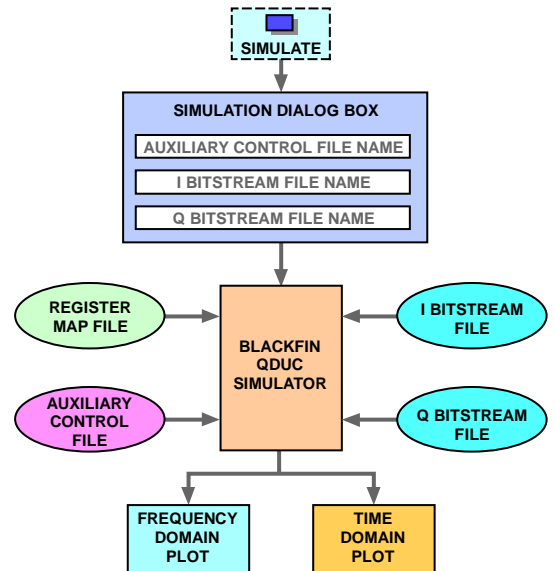 SIMULATE
SIMULATION DIALOG BOX
AUXILIARY CONTROL FILE NAME
I BITSTREAM FILE NAME
Q BITSTREAM FILE NAME
REGISTER
MAP FILE
I BITSTREAM
FILE
BLACKFIN
QDUC
SIMULATOR
AUXILIARY
CONTROL
FILE
Q BITSTREAM
FILE
FREQUENCY
DOMAIN
PLOT
TIME
DOMAIN
PLOT